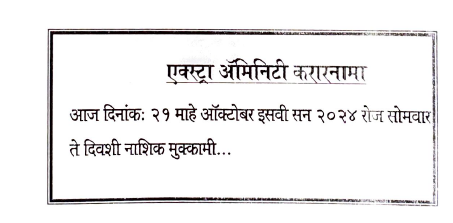 एक्स्ट्रा ॲमिनिटी करारनामा
आज दिनांकः २१ माहे ऑक्टोबर इसवी सन २०२४ रोज सोमवार
ते दिवशी नाशिक मुक्कामी...